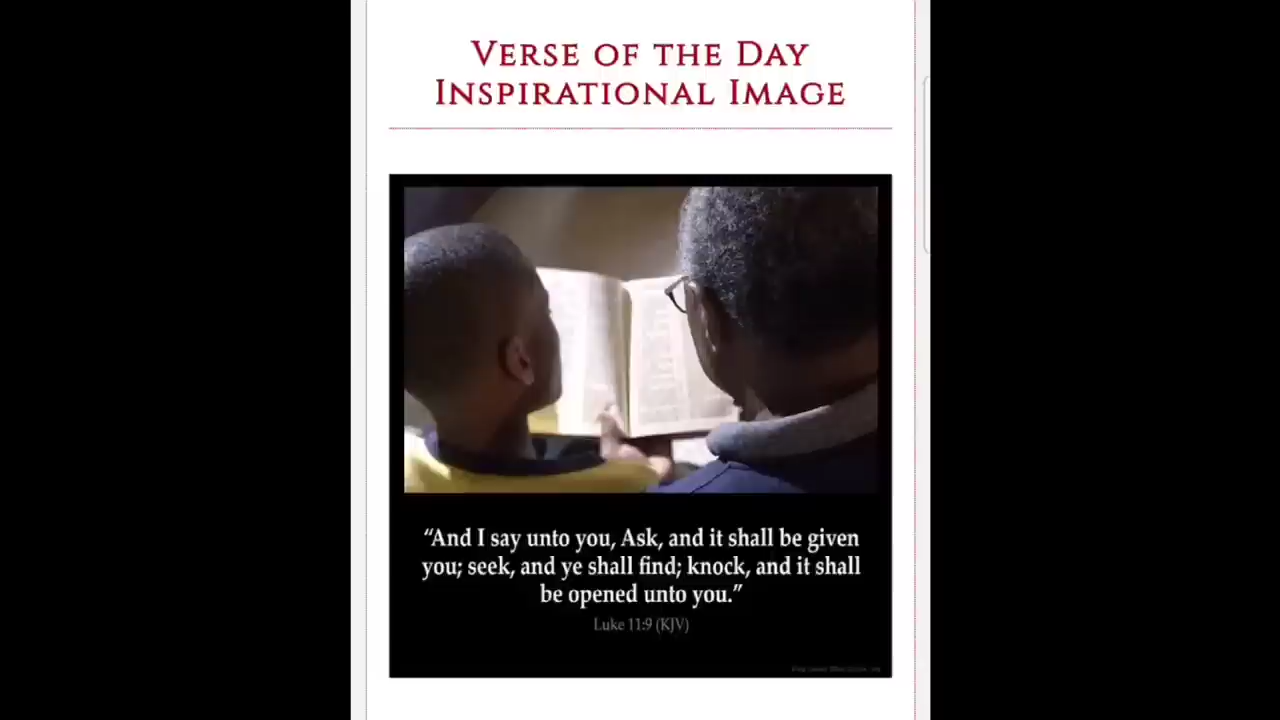 Verse of the Day
Inspirational Image
“And I say unto you, Ask, and it shall be given
you; seek, and ye shall find; knock, and it shall
be opened unto you.”
Luke 11:9 (KJV)